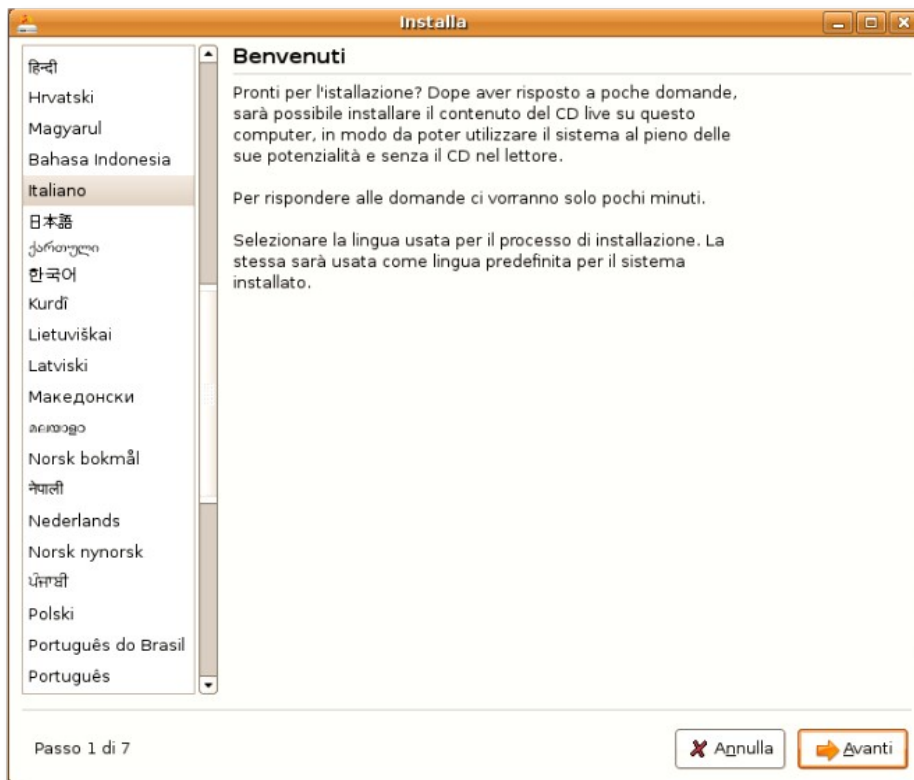 Installa
हिन्दी
Hrvatski
Magyarul
Bahasa Indonesia
Italiano
日本語
ქართული
한국어
Kurdî
Lietuviškai
Latviski
Македонски
മലയാളം
Norsk bokmål
नेपाली
Nederlands
Norsk nynorsk
ਪੰਜਾਬੀ
Polski
Português do Brasil
Português
Benvenuti
Pronti per l'istallazione? Dope aver risposto a poche domande,
sarà possibile installare il contenuto del CD live su questo
computer, in modo da poter utilizzare il sistema al pieno delle
sue potenzialità e senza il CD nel lettore.
Per rispondere alle domande ci vorranno solo pochi minuti.
Selezionare la lingua usata per il processo di installazione. La
stessa sarà usata come lingua predefinita per il sistema
installato.
Passo 1 di 7
Annulla
Avanti